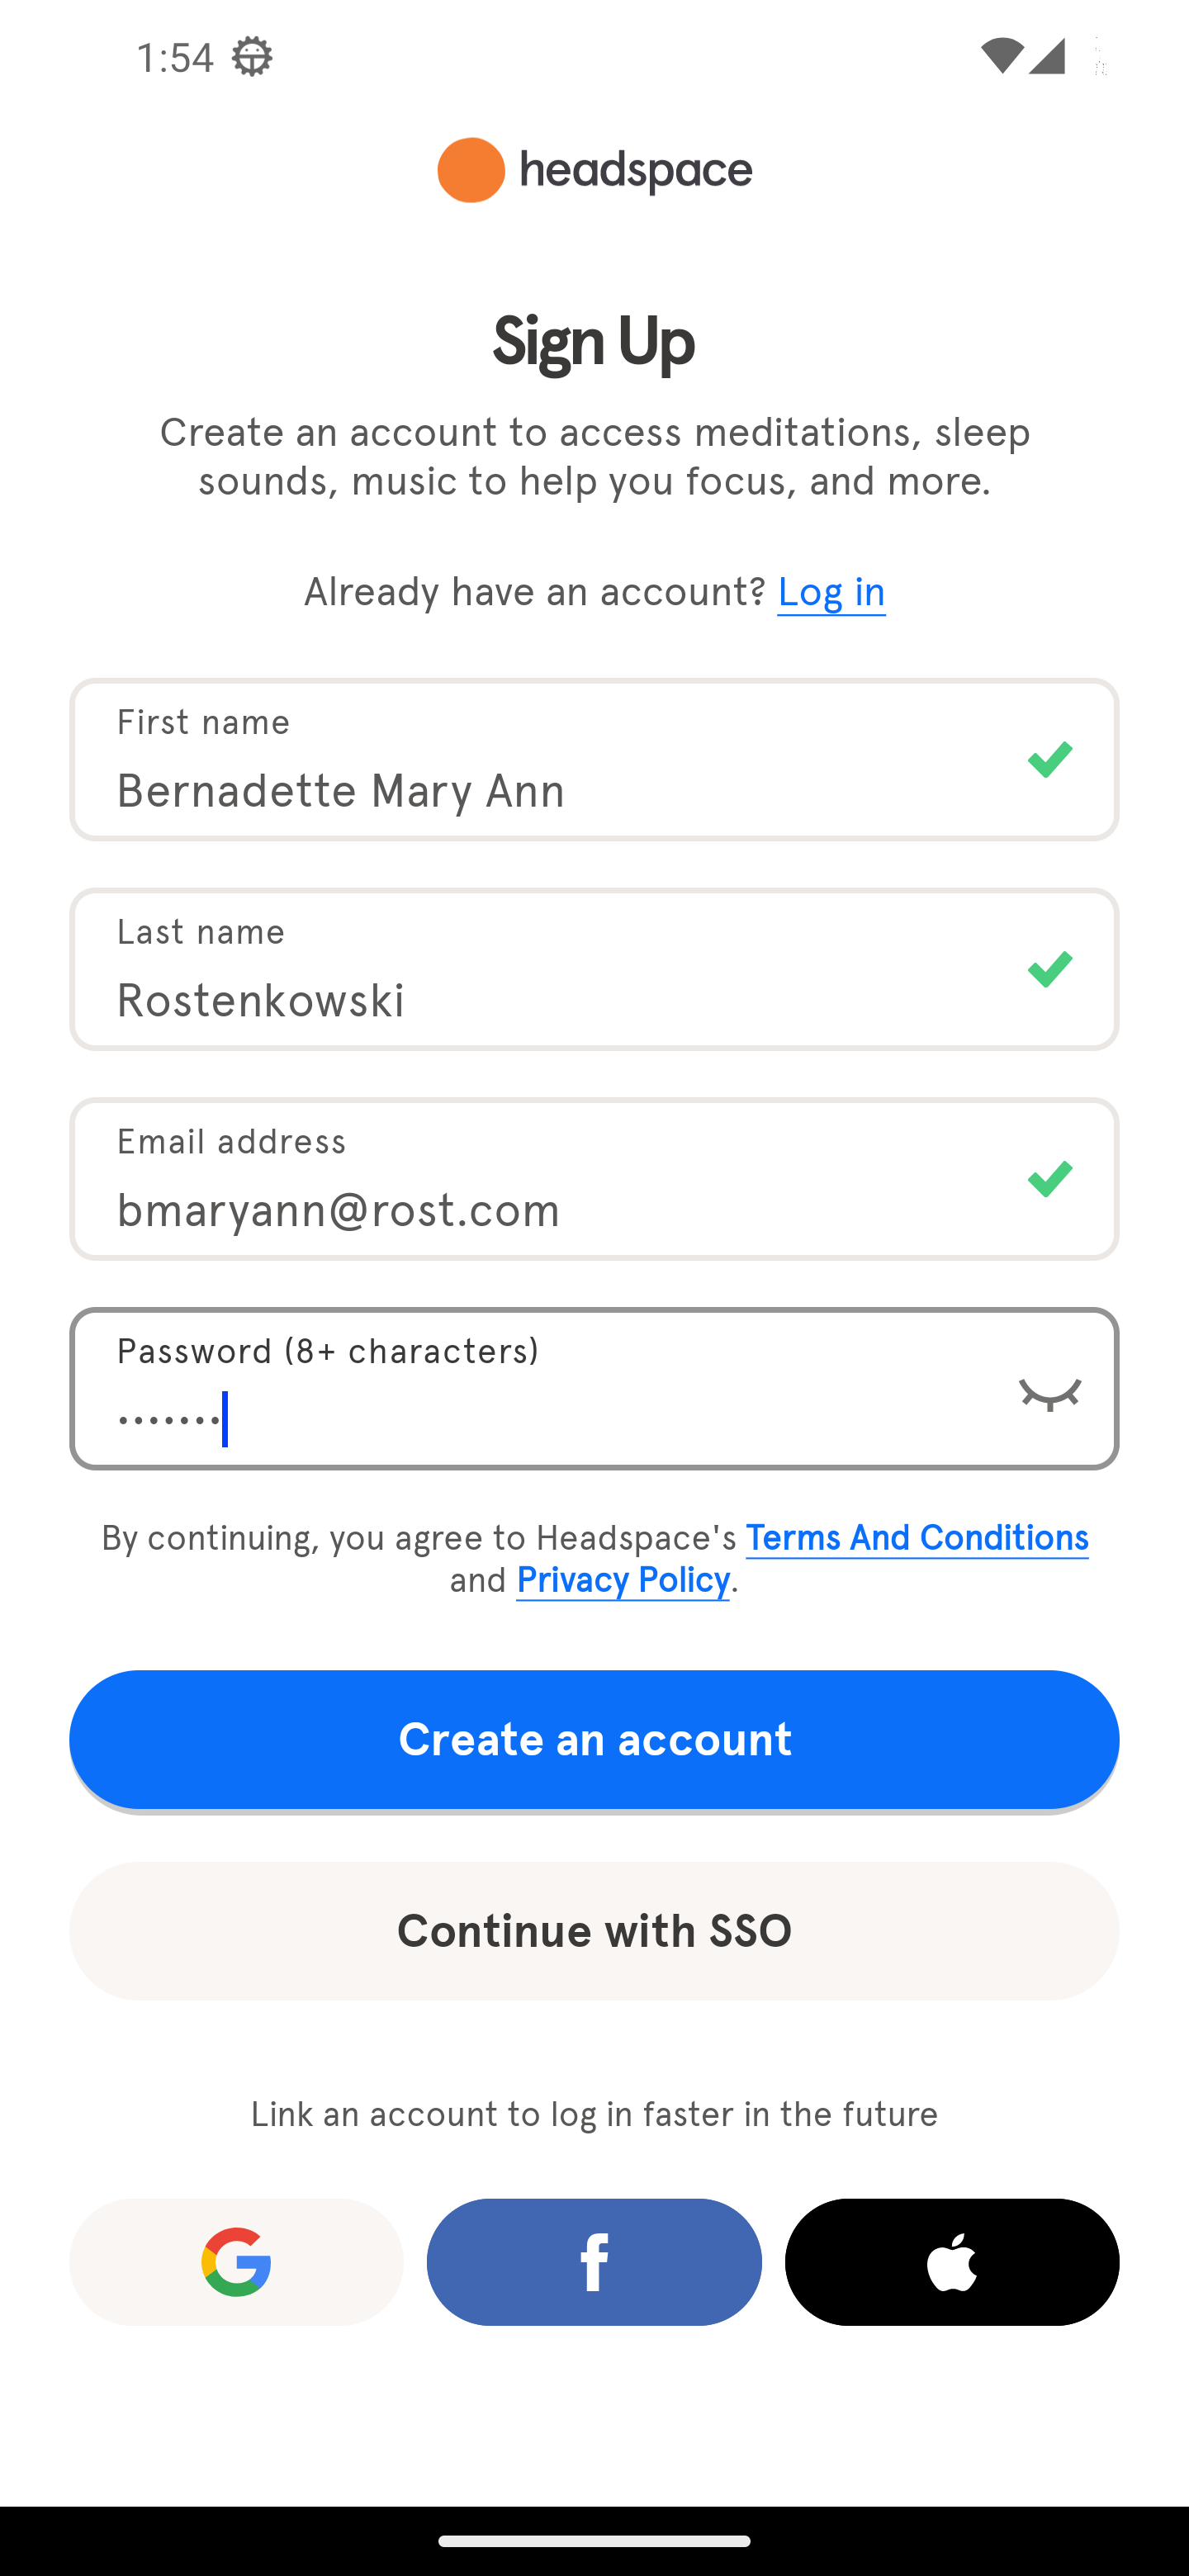 1:54
headspace
Sign Up
Create an account to access meditations, sleep
sounds, music to help you focus, and more.
Already have an account? Log in
First name
Bernadette Mary Ann
Last name
Rostenkowski
Email address
bmaryann@rost.com
Password (8+ characters)
•••••••
By continuing, you agree to Headspace's Terms And Conditions
and Privacy Policy.
Create an account
Continue with SSO
Link an account to log in faster in the future